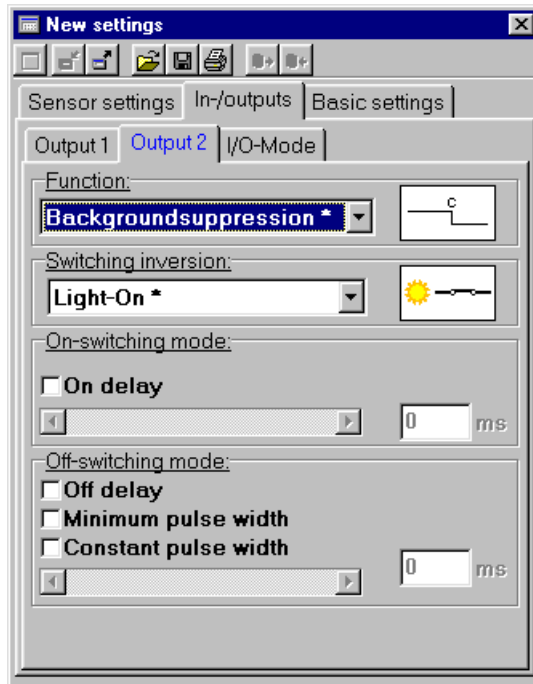 New settings
Sensor settings In-/outputs Basic settings
Output 1 Output 2 I/O-Mode
Function:
Backgroundsuppression *
C
Switching inversion:
Light-On *
On-switching mode:
On delay
0 ms
Off-switching mode:
Off delay
Minimum pulse width
Constant pulse width
0 ms